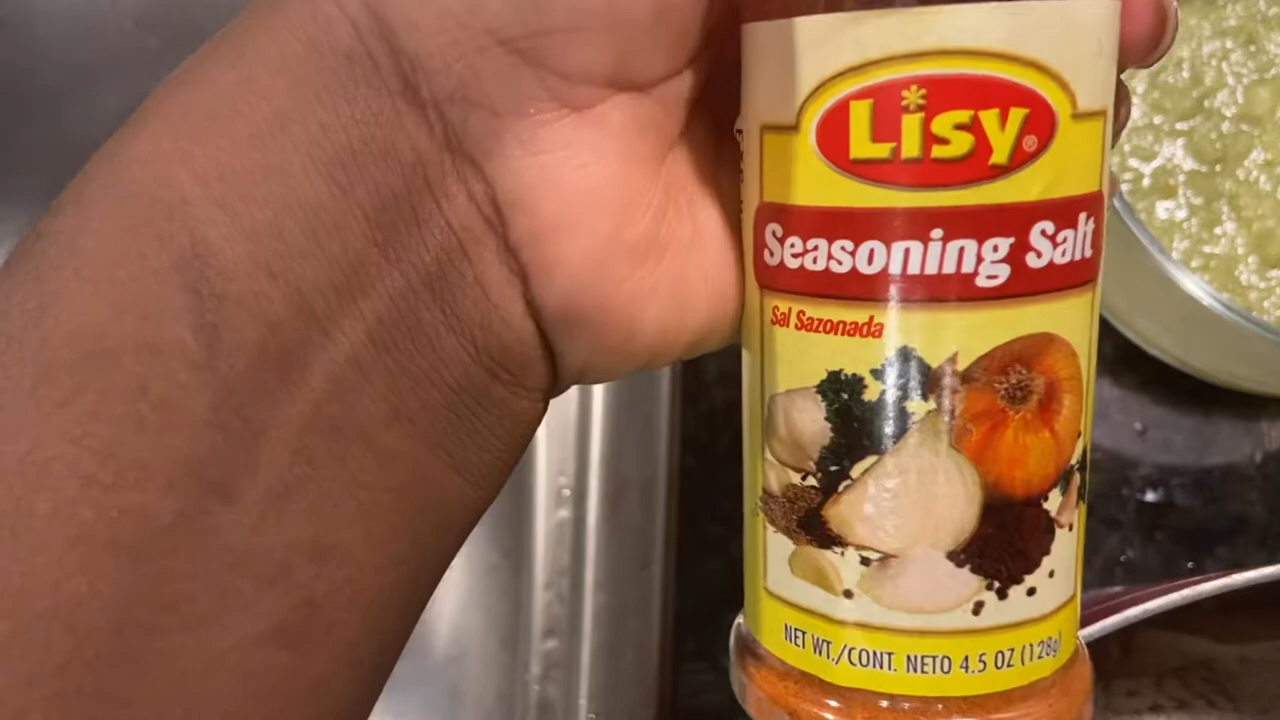 Lisy®
Seasoning Salt
Sal Sazonada
NET WT./CONT. NETO 4.5 OZ (128g)